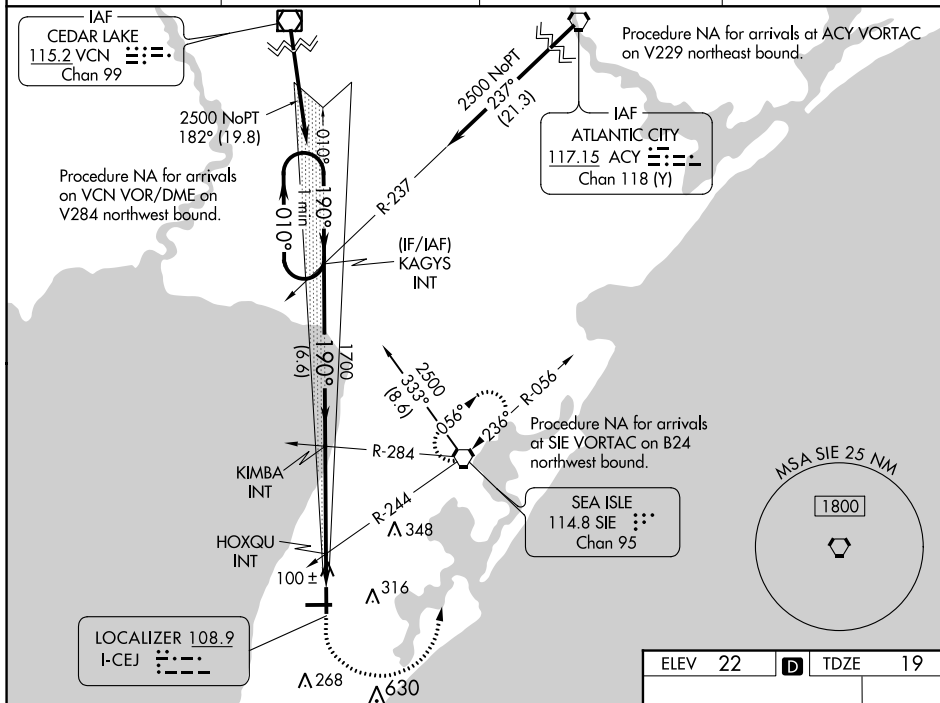 IAF
CEDAR LAKE
115.2 VCN
Chan 99
2500 NoPT
182° (19.8)
Procedure NA for arrivals
on VCN VOR/DME on
V284 northwest bound.
010°
1 min
190°
010°
2500 NoPT
237°
(21.3)
R-237
Procedure NA for arrivals at ACY VORTAC
on V229 northeast bound.
IAF
ATLANTIC CITY
117.15 ACY
Chan 118 (Y)
(IF/IAF)
KAGYS
INT
1700
190°
(6.6)
2500
333°
(8.6)
056°
236°
R-056
Procedure NA for arrivals
at SIE VORTAC on B24
northwest bound.
R-284
KIMBA
INT
R-244
SEA ISLE
114.8 SIE
Chan 95
MSA SIE 25 NM
1800
HOXQU
INT
348
100 ±
316
LOCALIZER 108.9
I-CEJ
268
630
ELEV 22 D TDZE 19